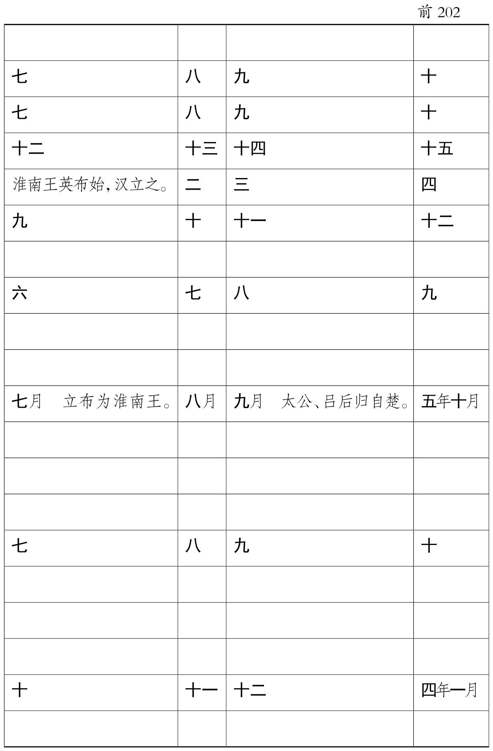 前 202
七 八 九 十
七 八 九 十
十二 十三 十四 十五
淮南王英布始，汉立之。 二 三 四
九 十 十一 十二
六 七 八 九
七月 立布为淮南王。 八月 九月 太公、吕后归自楚。 五年十月
七 八 九 十
十 十一 十二 四年一月